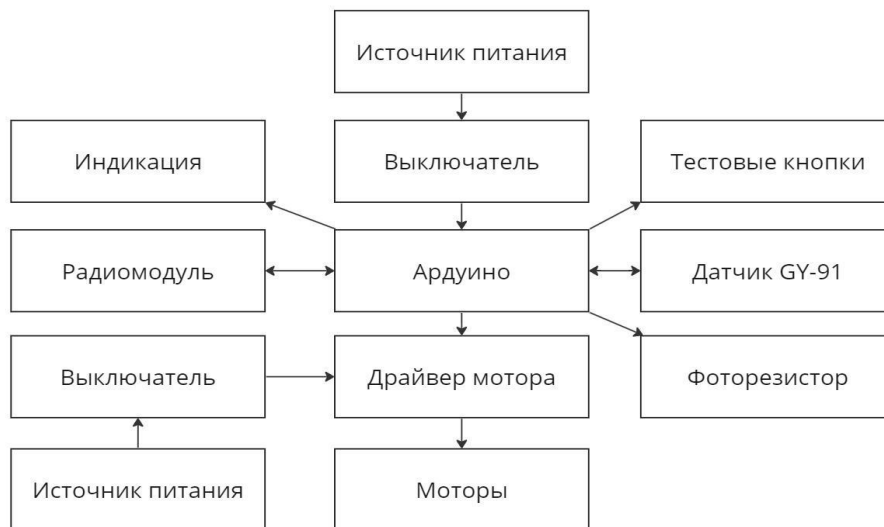 Источник питания
Индикация
Выключатель
Тестовые кнопки
Радиомодуль
Ардуино
Датчик GY-91
Выключатель
Драйвер мотора
Фоторезистор
Источник питания
Моторы